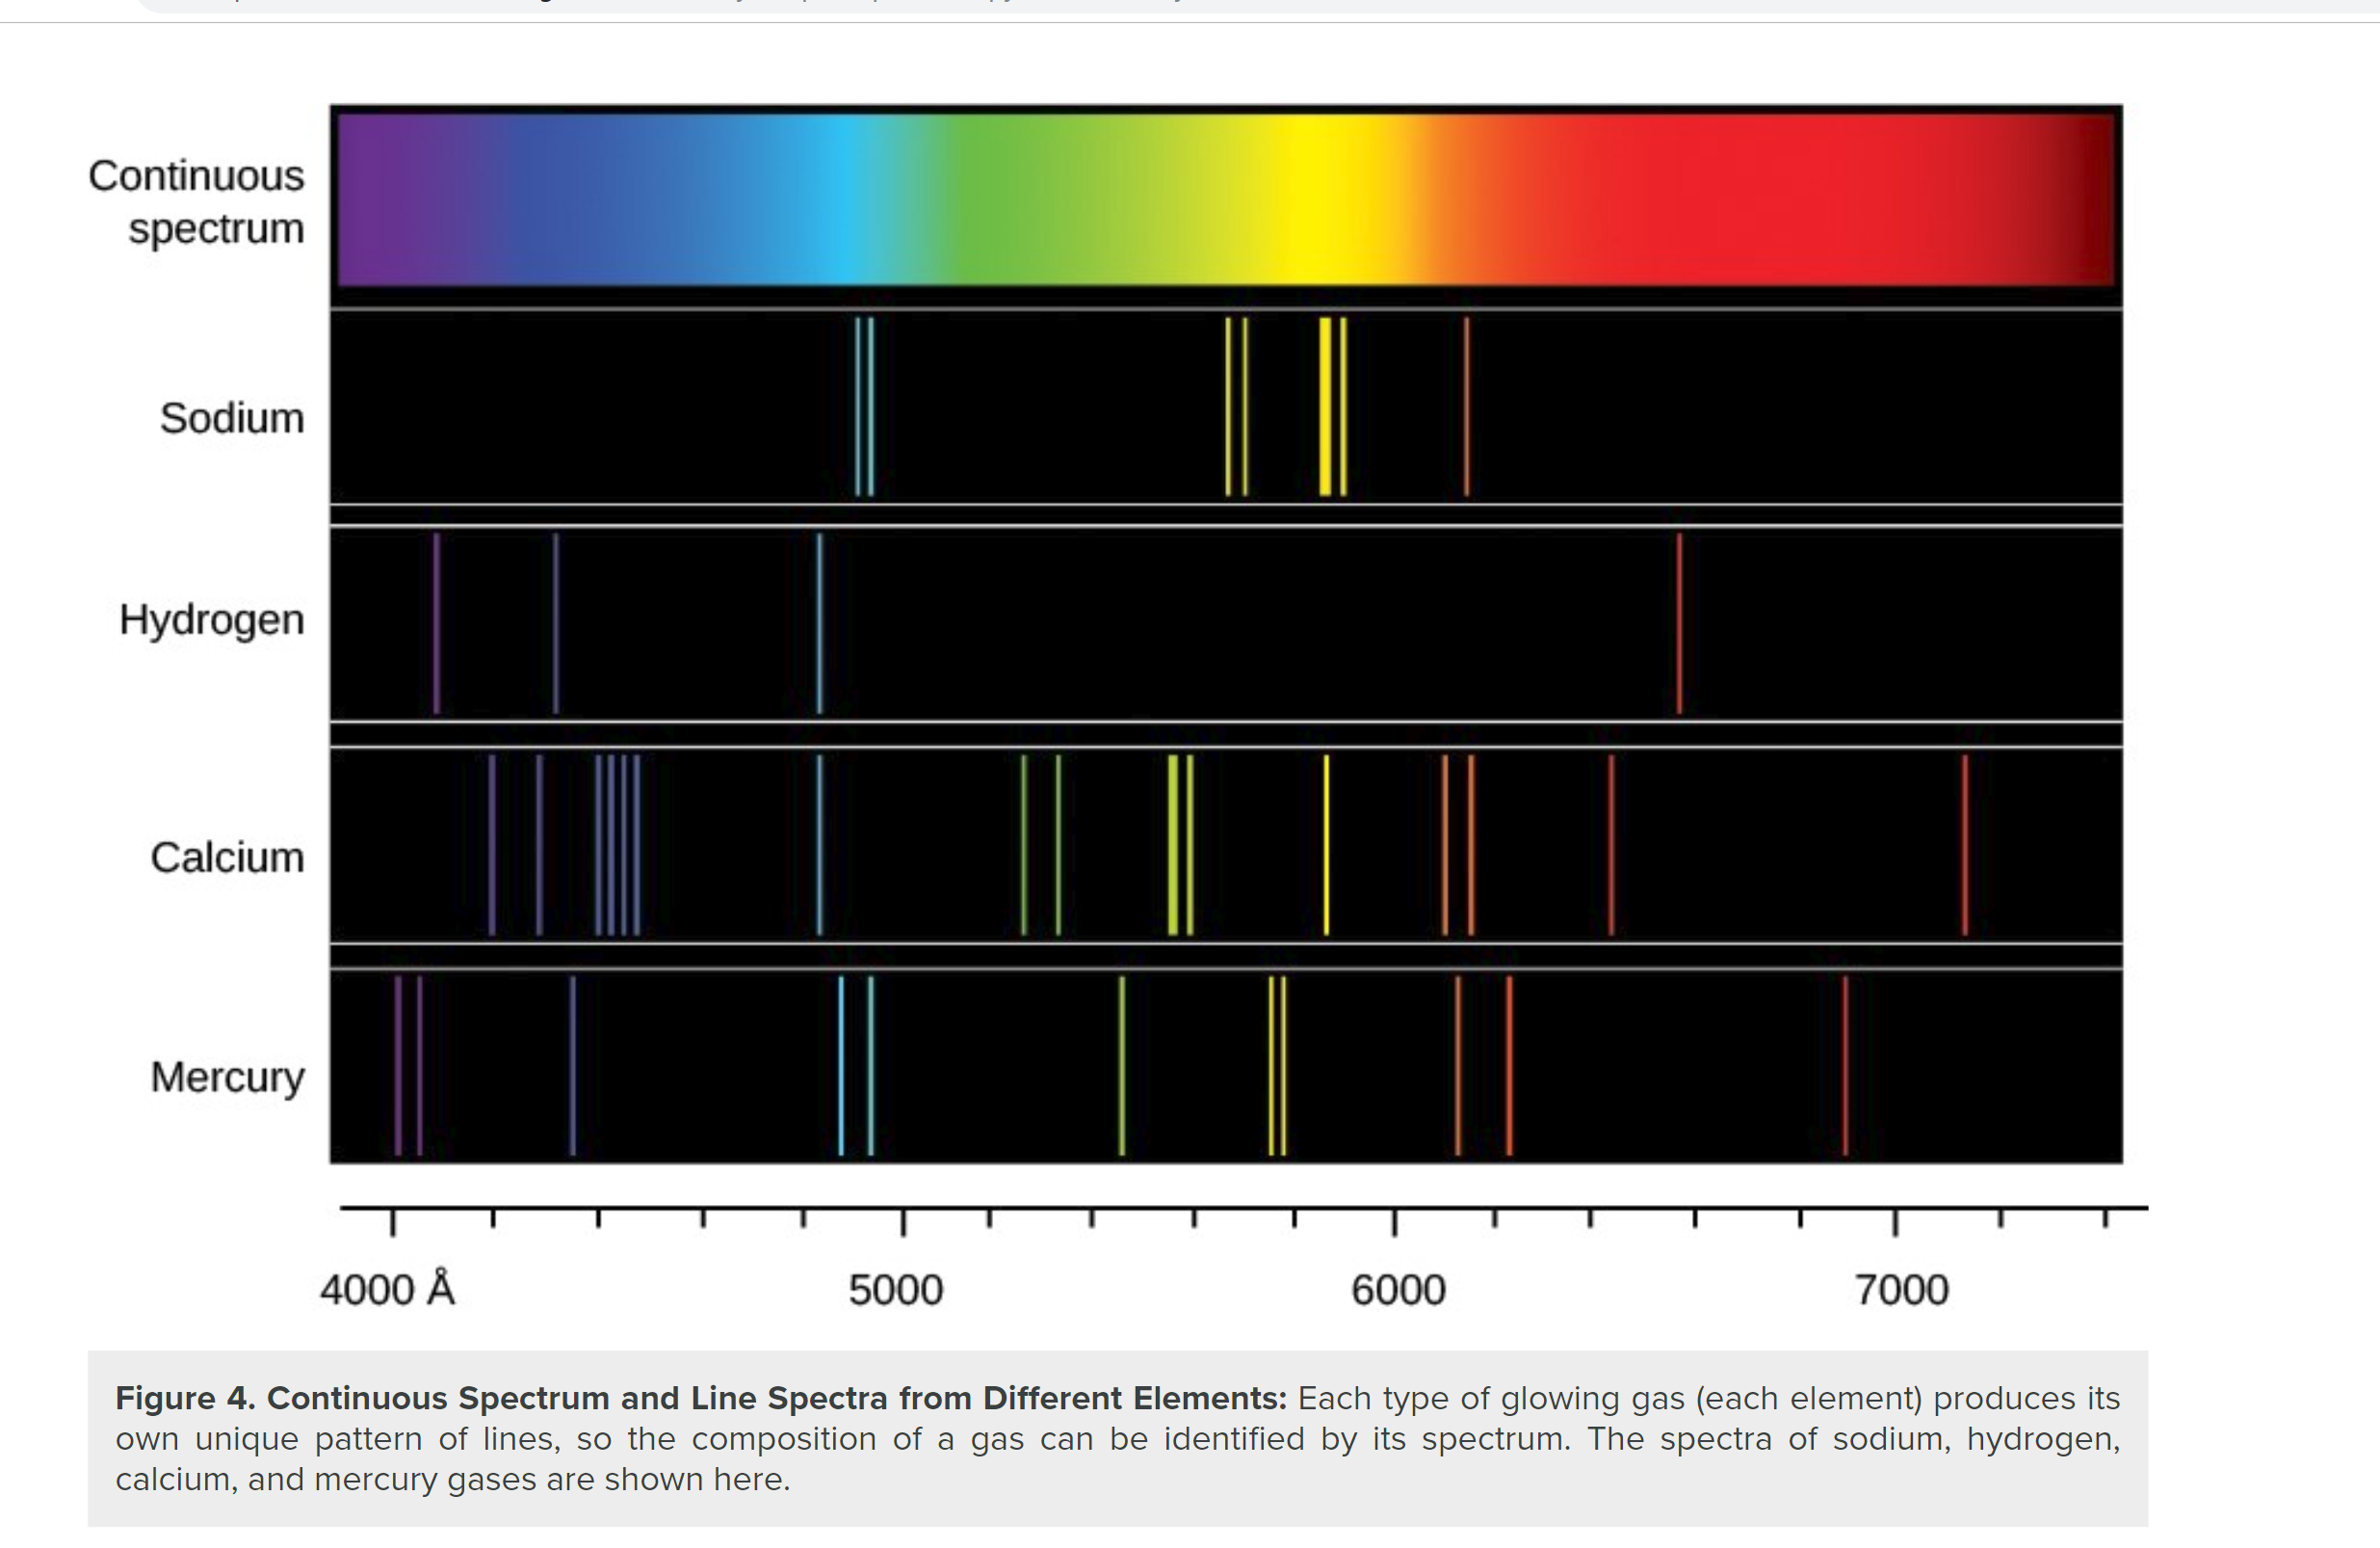 Continuous
spectrum
Sodium
Hydrogen
Calcium
Mercury
4000 Å 5000 6000 7000
Figure 4. Continuous Spectrum and Line Spectra from Different Elements: Each type of glowing gas (each element) produces its
own unique pattern of lines, so the composition of a gas can be identified by its spectrum. The spectra of sodium, hydrogen,
calcium, and mercury gases are shown here.